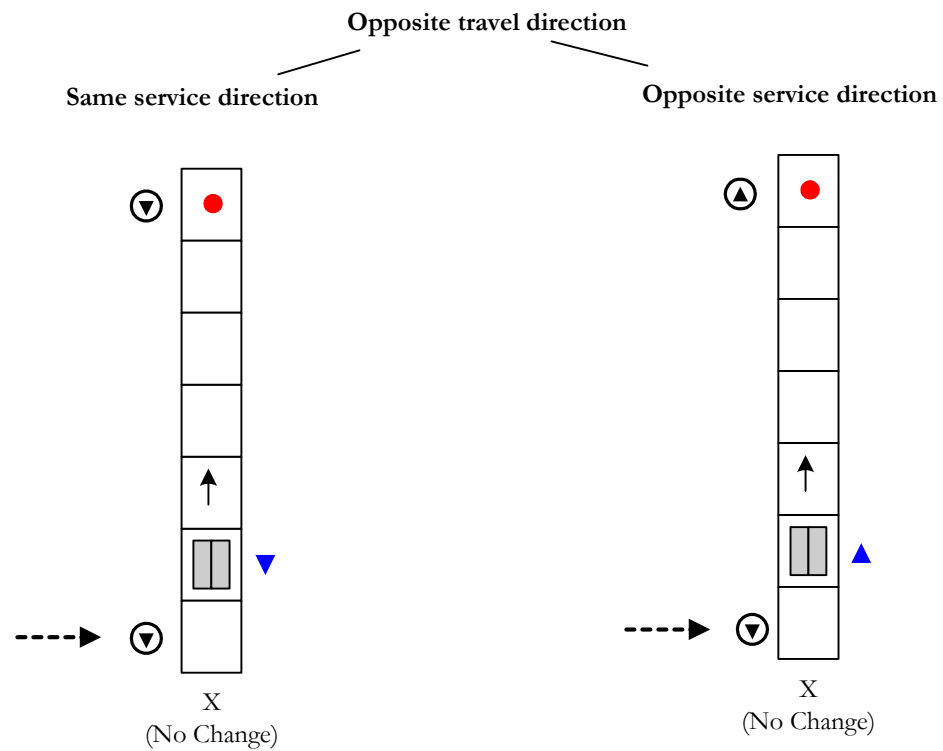 Opposite travel direction
Same service direction
Opposite service direction
X
(No Change)
X
(No Change)